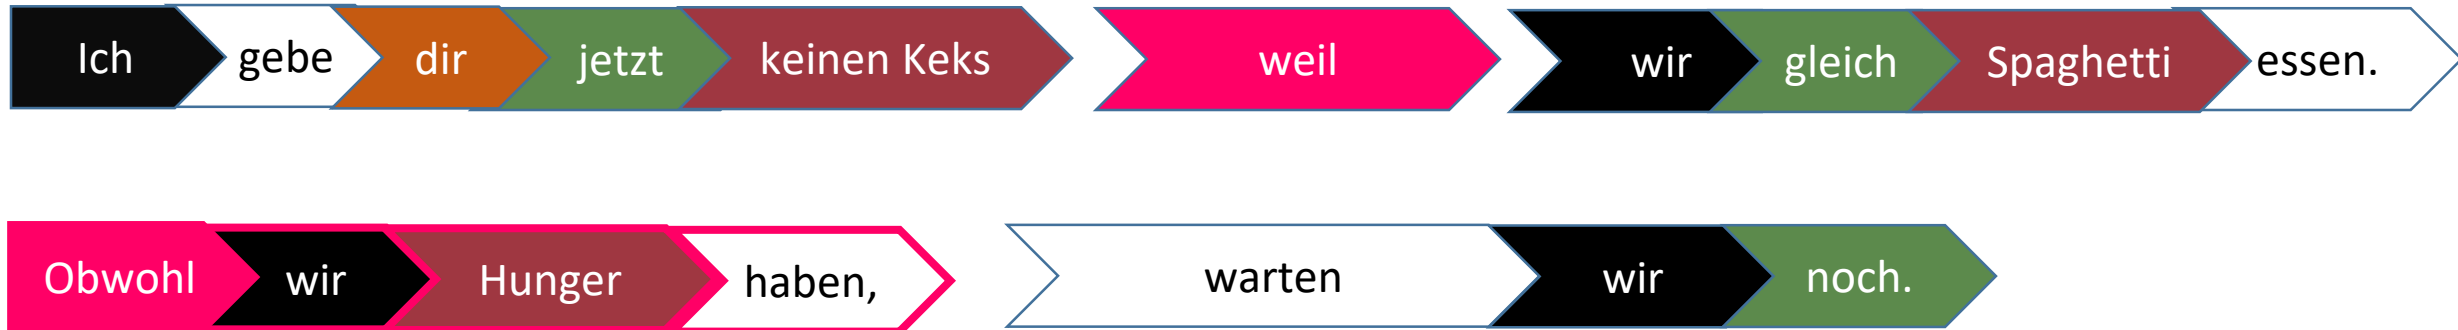 Ich gebe dir jetzt keinen Keks weil wir gleich Spaghetti essen.
Obwohl wir Hunger haben, warten wir noch.